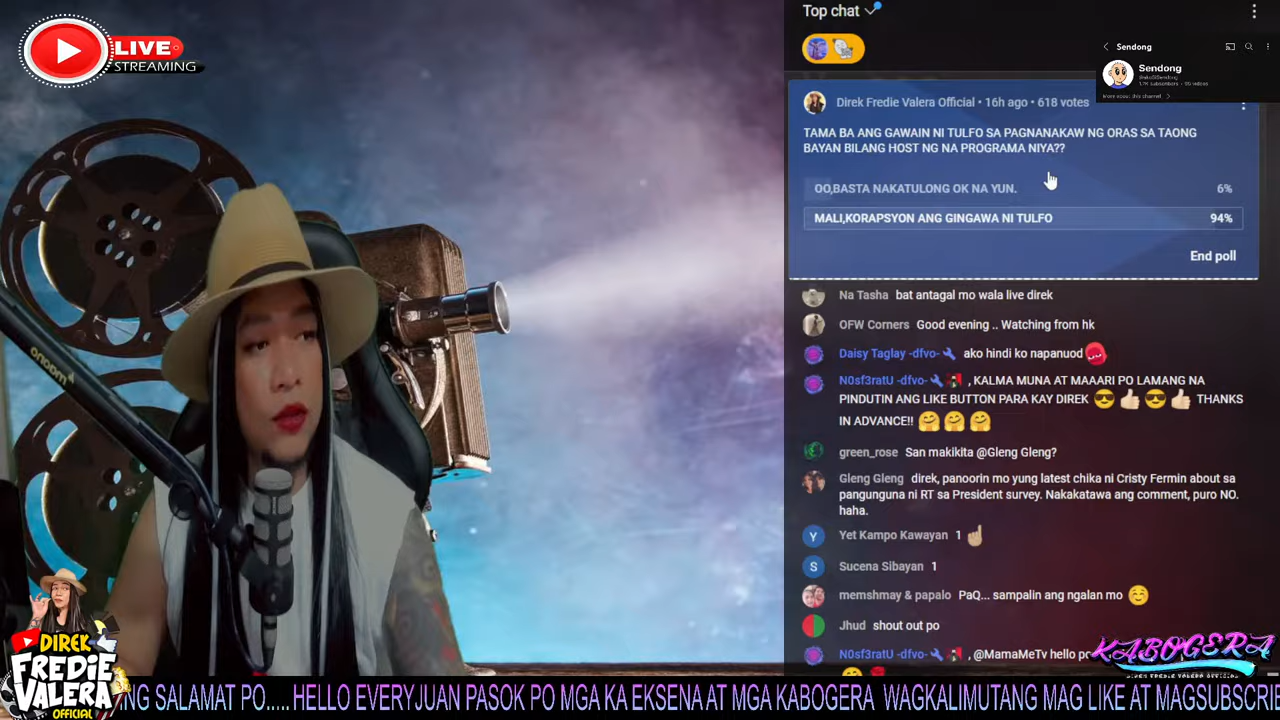 LIVE
STREAMING
Top chat
Sendong
Sendong
Direk Fredie Valera Official • 16h ago • 618 votes
TAMA BA ANG GAWAIN NI TULFO SA PAGNANAKAW NG ORAS SA TAONG
BAYAN BILANG HOST NG NA PROGRAMA NIYA??
OO,BASTA NAKATULONG OK NA YUN. 6%
MALI,KORAPSYON ANG GINGAWA NI TULFO 94%
End poll
Na Tasha bat antagal mo wala live direk
OFW Corners Good evening .. Watching from hk
Daisy Taglay -dfvo- ako hindi ko napanuod
N0sf3ratU -dfvo- , KALMA MUNA AT MAAARI PO LAMANG NA
PINDUTIN ANG LIKE BUTTON PARA KAY DIREK 😎👍🏼😎👍🏼 THANKS
IN ADVANCE!! 🤗🤗🤗
green_rose San makikita @Gleng Gleng?
Gleng Gleng direk, panoorin mo yung latest chika ni Cristy Fermin about sa
pangunguna ni RT sa President survey. Nakakatawa ang comment, puro NO.
haha.
Yet Kampo Kawayan 1 ☝🏼
Sucena Sibayan 1
memshmay & papalo PaQ... sampalin ang ngalan mo ☺️
Jhud shout out po
N0sf3ratU -dfvo- , @MamaMeTv hello po
KABOGERA
DIREK FREDIE VALERA OFFICIAL
DIREK
FREDIE
VALERA
OFFICIAL
NG SALAMAT PO..... HELLO EVERYJUAN PASOK PO MGA KA EKSENA AT MGA KABOGERA WAGKALIMUTANG MAG LIKE AT MAGSUBSCRIBE